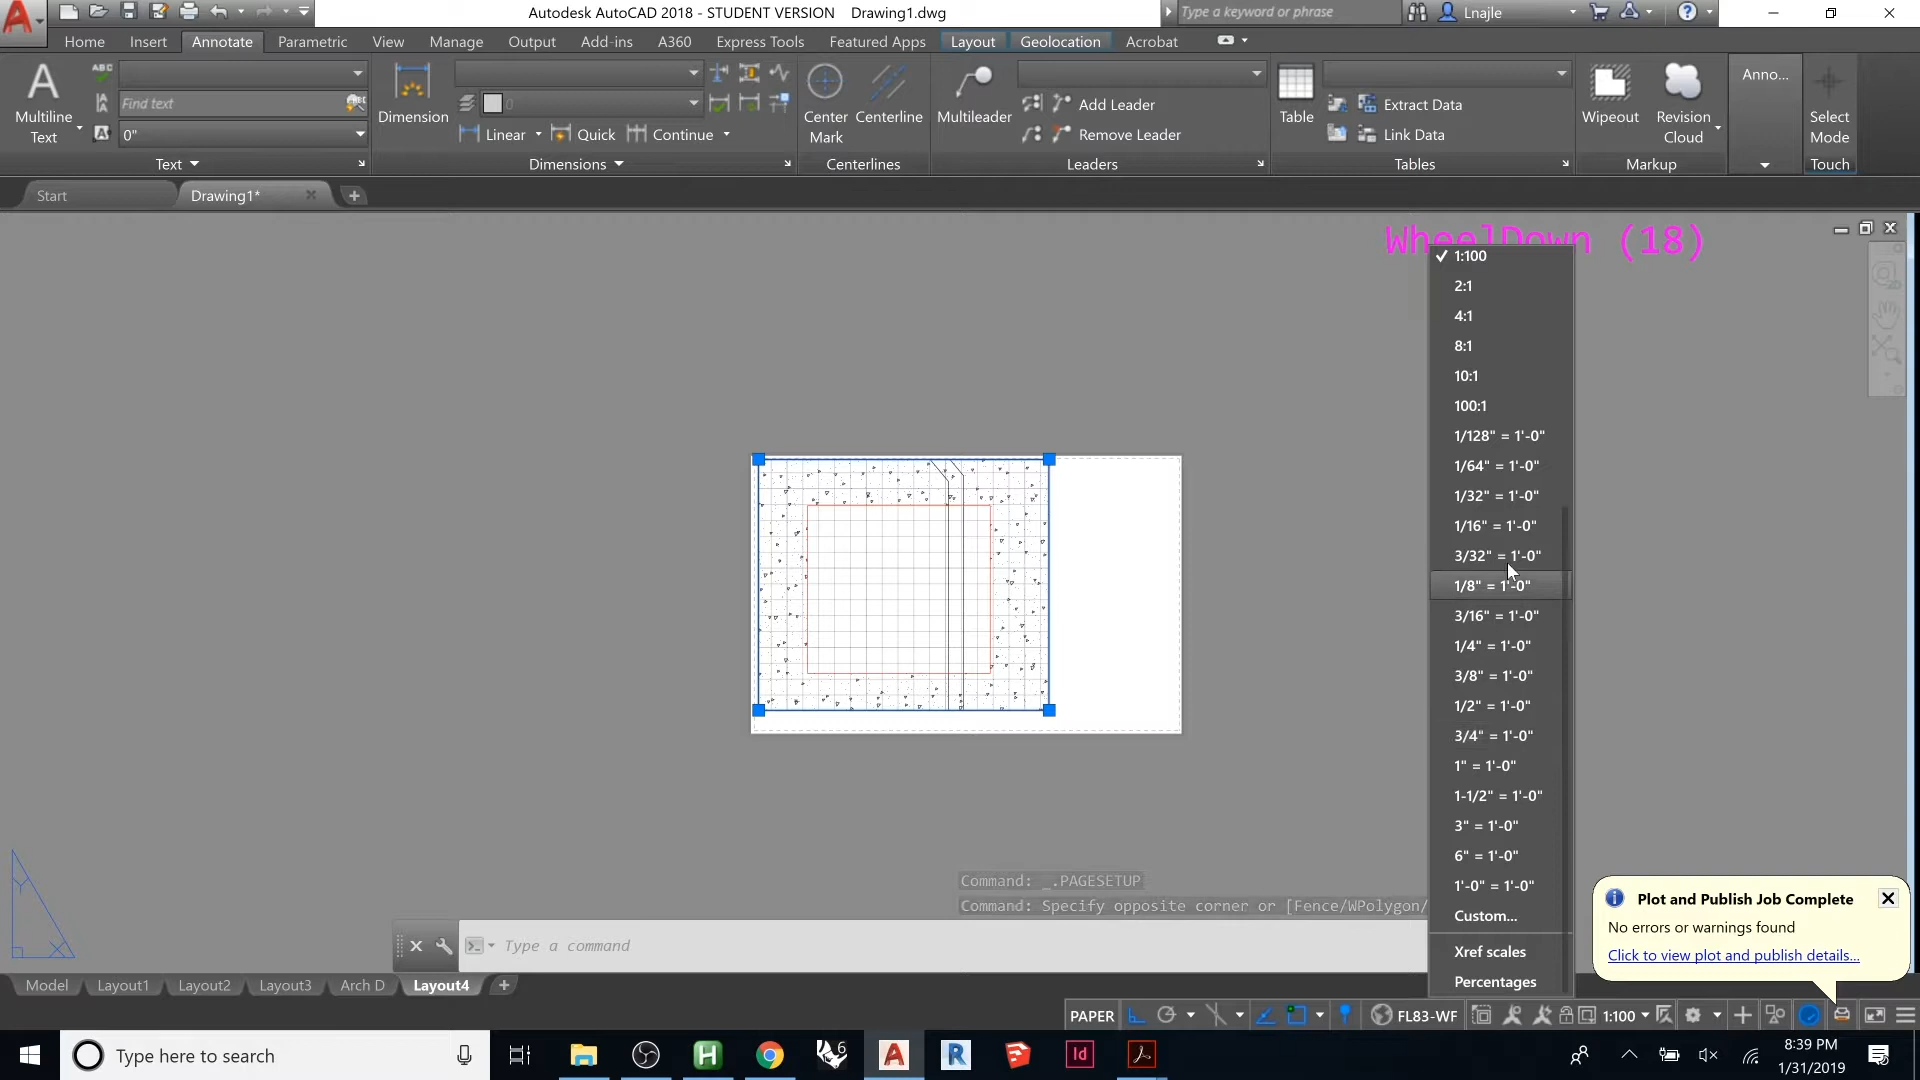 Autodesk AutoCAD 2018 - STUDENT VERSION Drawing1.dwg
Type a keyword or phrase
Lnajle
Home Insert Annotate Parametric View Manage Output Add-ins A360 Express Tools Featured Apps Layout Geolocation Acrobat
Multiline Text
Find text
0"
Text
Dimension
0
Linear Quick Continue
Dimensions
Center Mark
Centerline
Centerlines
Multileader
Add Leader
Remove Leader
Leaders
Table
Extract Data
Link Data
Tables
Wipeout
Revision Cloud
Markup
Anno...
Select Mode
Touch
Start
Drawing1*
WheelDown (18)
1:100
2:1
4:1
8:1
10:1
100:1
1/128" = 1'-0"
1/64" = 1'-0"
1/32" = 1'-0"
1/16" = 1'-0"
3/32" = 1'-0"
1/8" = 1'-0"
3/16" = 1'-0"
1/4" = 1'-0"
3/8" = 1'-0"
1/2" = 1'-0"
3/4" = 1'-0"
1" = 1'-0"
1-1/2" = 1'-0"
3" = 1'-0"
6" = 1'-0"
1'-0" = 1'-0"
Custom...
Xref scales
Percentages
Command: _.PAGESETUP
Command: Specify opposite corner or [Fence/WPolygon/
Type a command
Plot and Publish Job Complete
No errors or warnings found
Click to view plot and publish details...
Model Layout1 Layout2 Layout3 Arch D Layout4
PAPER FL83-WF 1:100
Type here to search
8:39 PM
1/31/2019